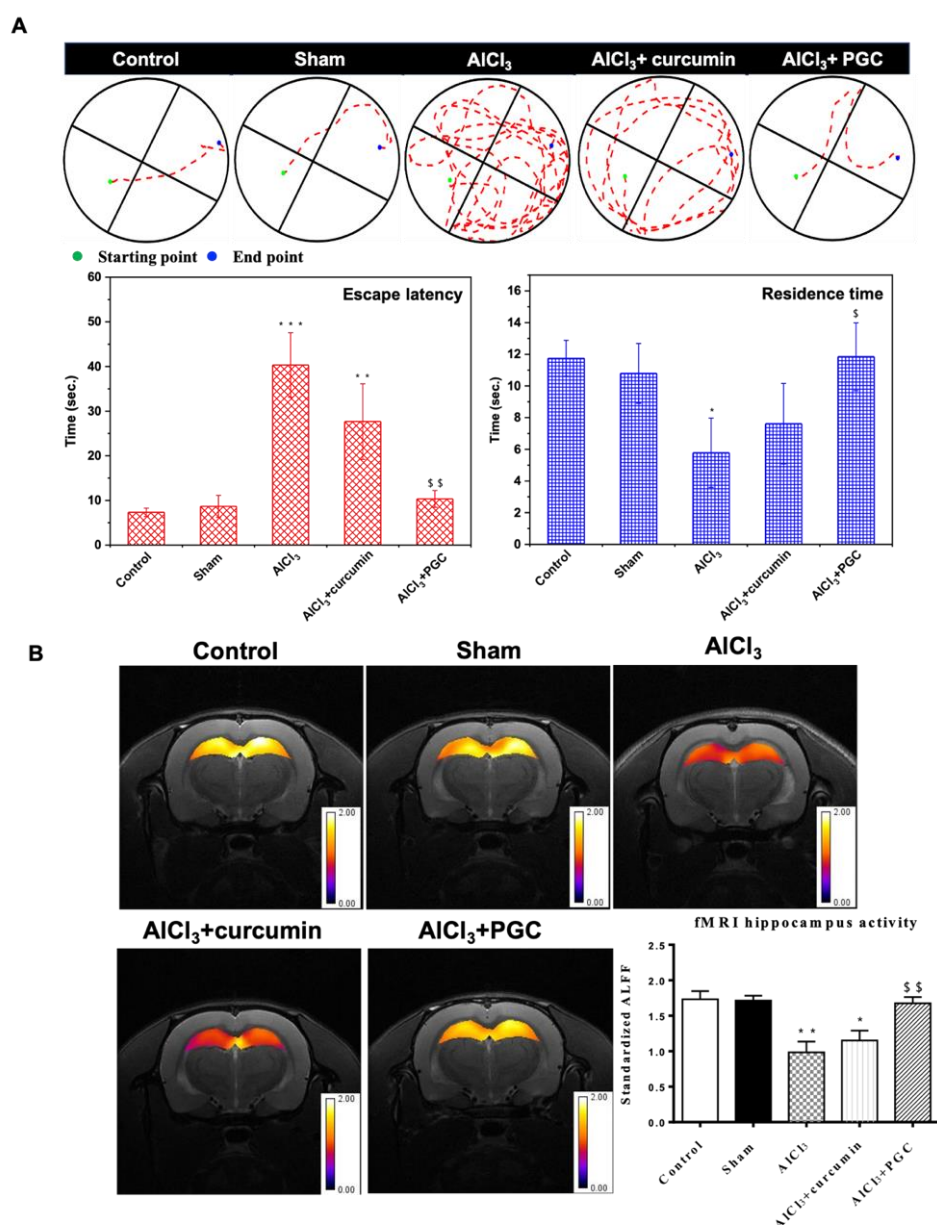 A
Control Sham AlCl₃ AlCl₃+ curcumin AlCl₃+ PGC
Starting point End point
Escape latency
Time (sec.)
60
50
40
30
20
10
0
* * *
* *
$ $
Control
Sham
AlCl₃
AlCl₃+curcumin
AlCl₃+PGC
Residence time
Time (sec.)
16
14
12
10
8
6
4
2
0
*
$
Control
Sham
AlCl₃
AlCl₃+curcumin
AlCl₃+PGC
B
Control Sham AlCl₃
2.00
0.00
2.00
0.00
2.00
0.00
AlCl₃+curcumin AlCl₃+PGC
2.00
0.00
2.00
0.00
fMRI hippocampus activity
Standardized ALFF
2.5
2.0
1.5
1.0
0.5
0.0
* *
*
$ $
Control
Sham
AlCl₃
AlCl₃+curcumin
AlCl₃+PGC